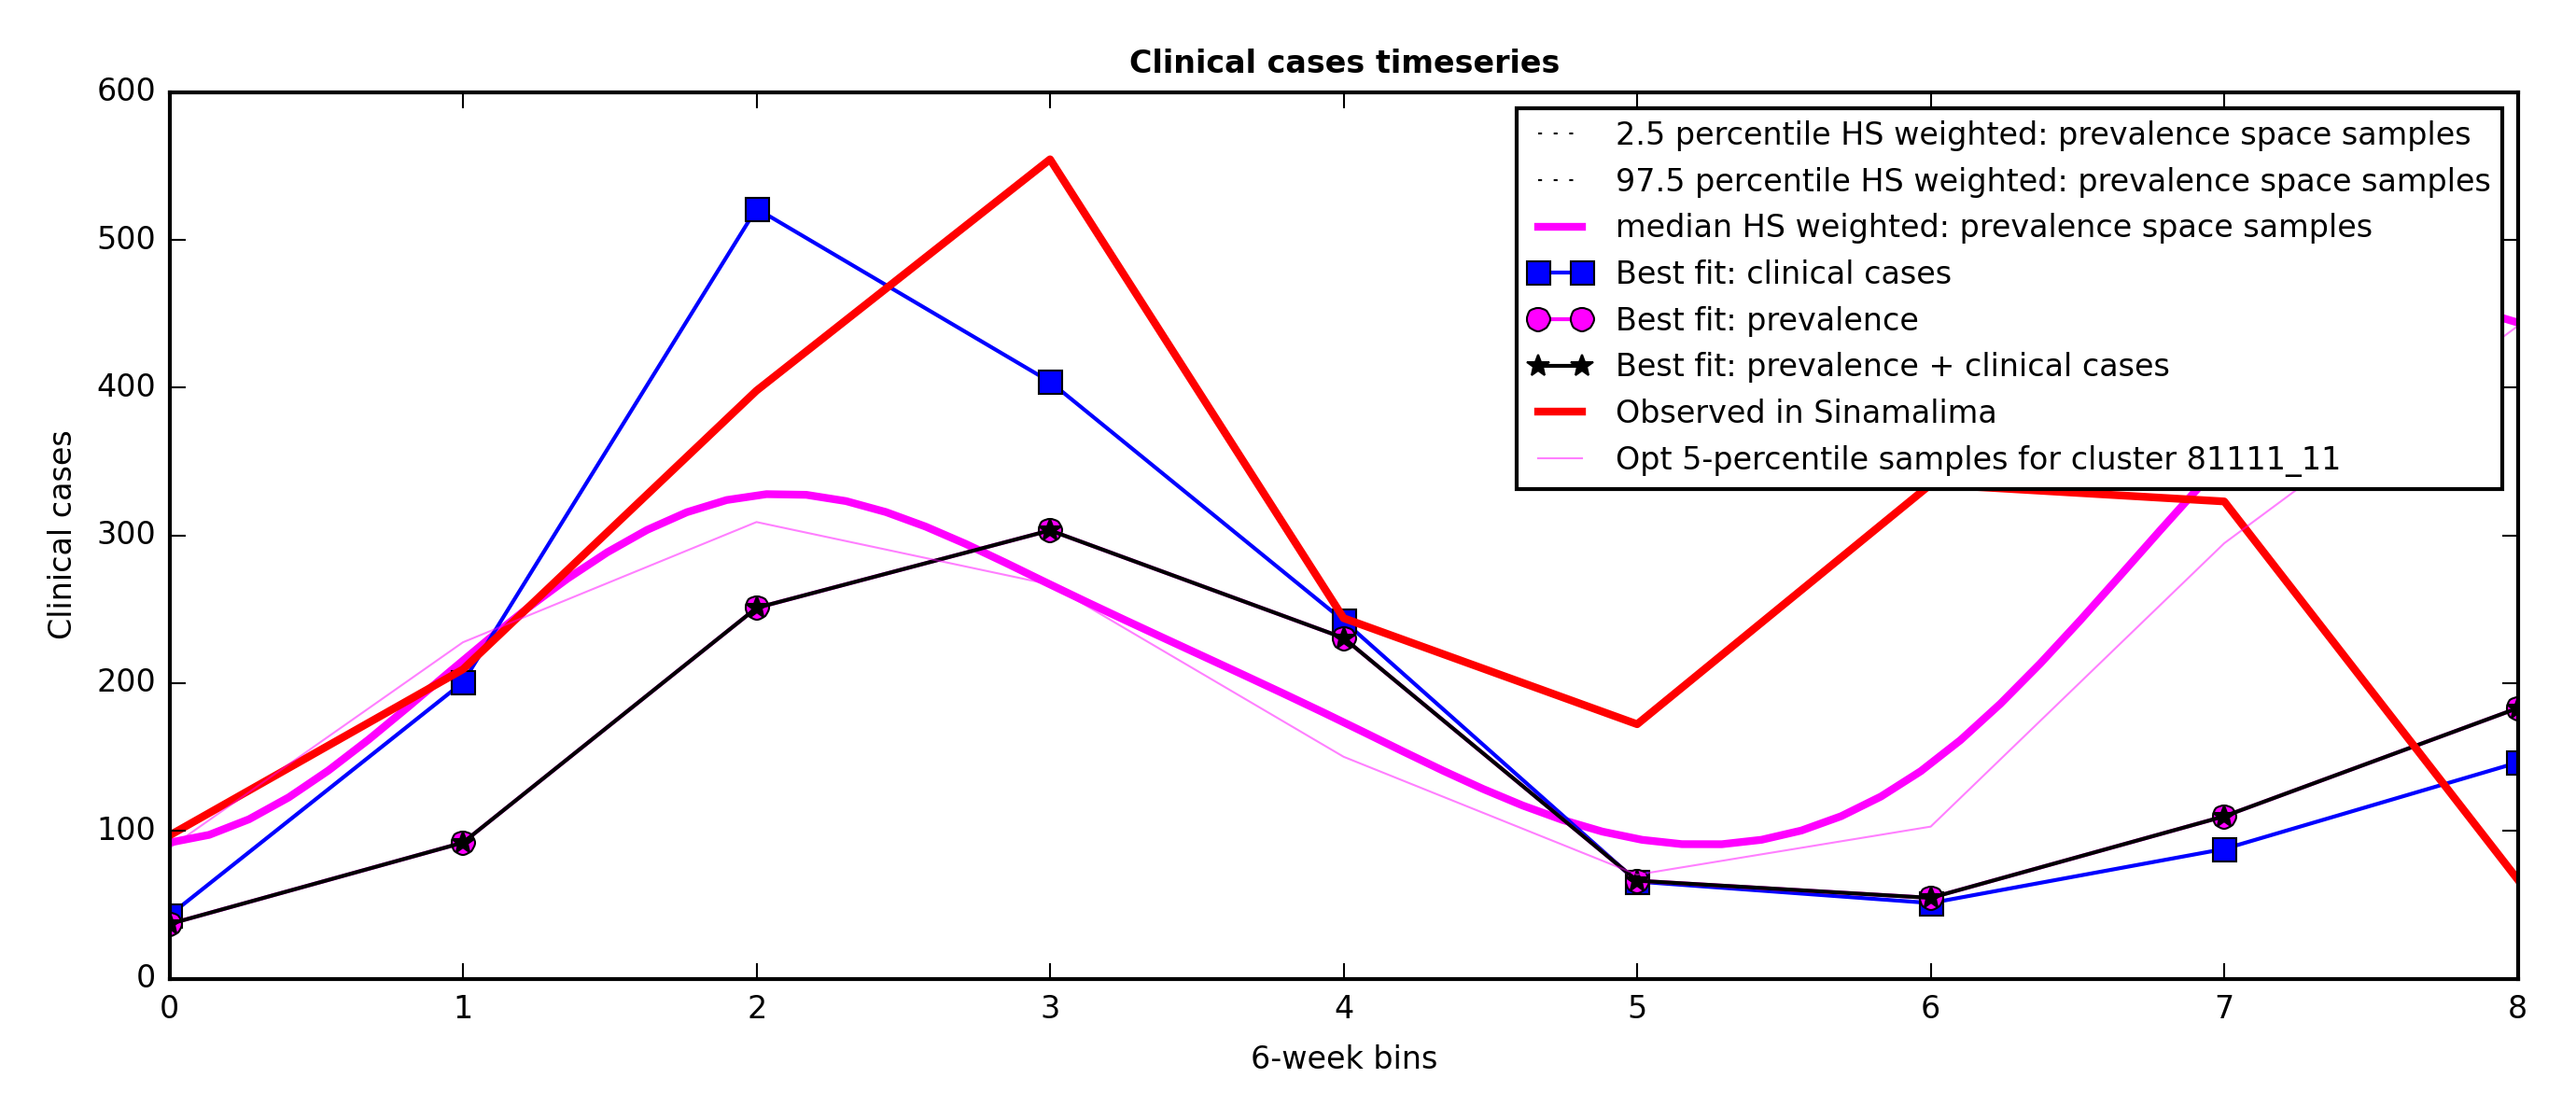 Clinical cases timeseries
600
500
400
300
200
100
0
Clinical cases
2.5 percentile HS weighted: prevalence space samples
97.5 percentile HS weighted: prevalence space samples
median HS weighted: prevalence space samples
Best fit: clinical cases
Best fit: prevalence
Best fit: prevalence + clinical cases
Observed in Sinamalima
Opt 5-percentile samples for cluster 81111_11
0 1 2 3 4 5 6 7 8
6-week bins